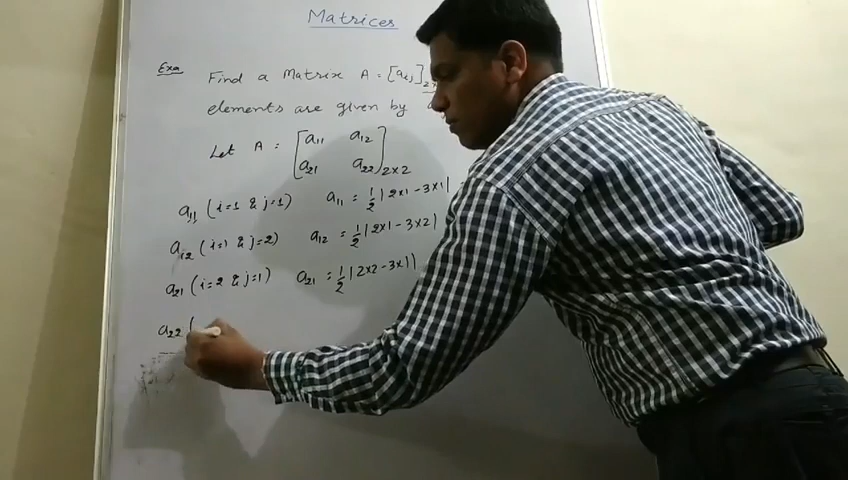 Matrices
Exa Find a Matrix A = [aij]2×
elements are given by
Let A = [a11 a12
a21 a22]2×2
a11 (i=1 & j=1) a11 = 1/2 |2×1 - 3×1|
a12 (i=1 & j=2) a12 = 1/2 |2×1 - 3×2|
a21 (i=2 & j=1) a21 = 1/2 |2×2 - 3×1|
a22 (